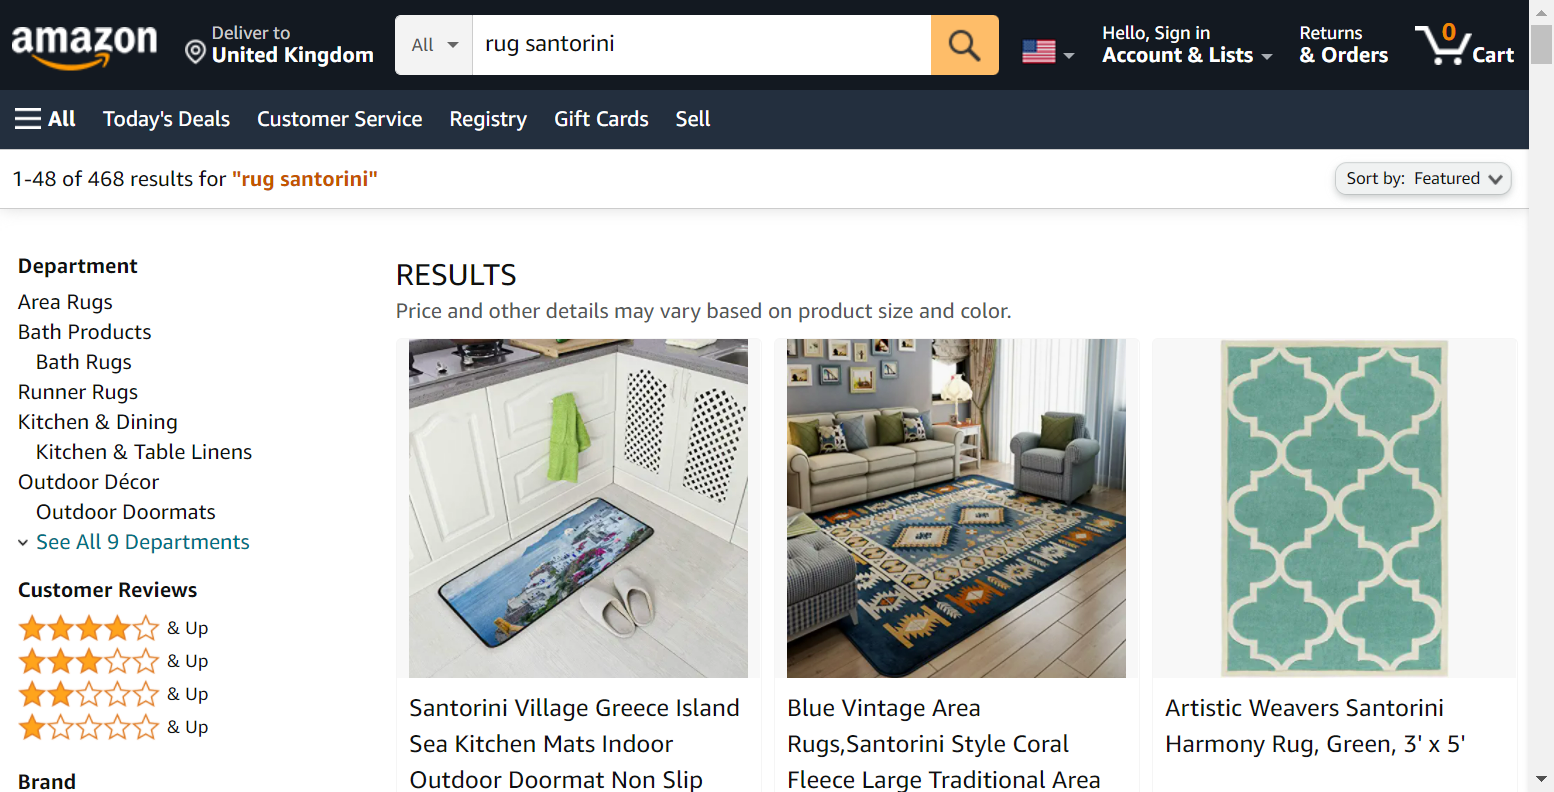 amazon
Deliver to
United Kingdom
All
rug santorini
Hello, Sign in
Account & Lists
Returns
& Orders
0
Cart
All
Today's Deals
Customer Service
Registry
Gift Cards
Sell
1-48 of 468 results for "rug santorini"
Sort by: Featured
Department
Area Rugs
Bath Products
Bath Rugs
Runner Rugs
Kitchen & Dining
Kitchen & Table Linens
Outdoor Décor
Outdoor Doormats
See All 9 Departments
Customer Reviews
& Up
& Up
& Up
& Up
Brand
RESULTS
Price and other details may vary based on product size and color.
Santorini Village Greece Island
Sea Kitchen Mats Indoor
Outdoor Doormat Non Slip
Blue Vintage Area
Rugs,Santorini Style Coral
Fleece Large Traditional Area
Artistic Weavers Santorini
Harmony Rug, Green, 3' x 5'